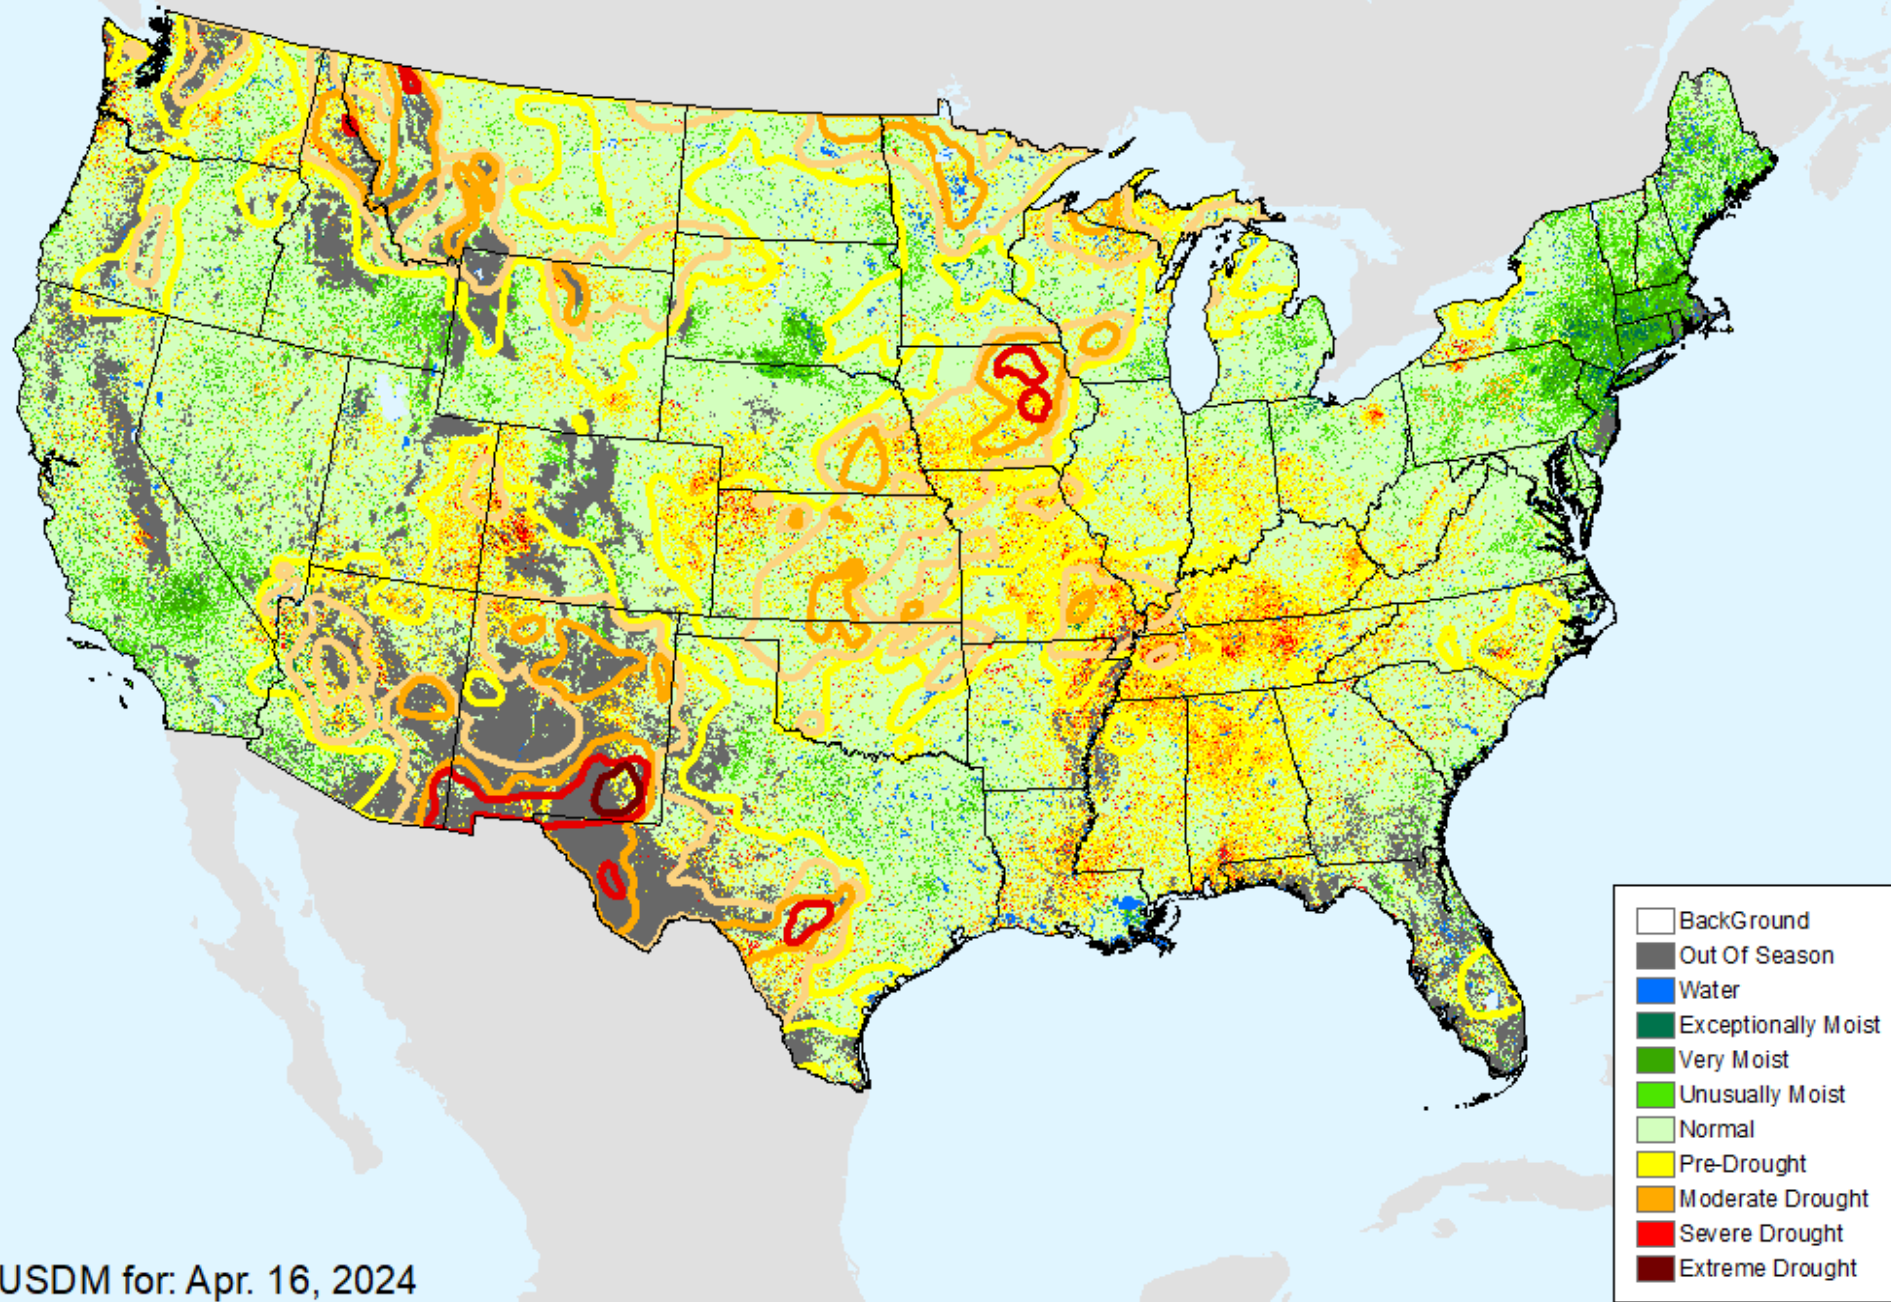 BackGround
Out Of Season
Water
Exceptionally Moist
Very Moist
Unusually Moist
Normal
Pre-Drought
Moderate Drought
Severe Drought
Extreme Drought
USDM for: Apr. 16, 2024